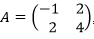 A = (−1 2
2 4),